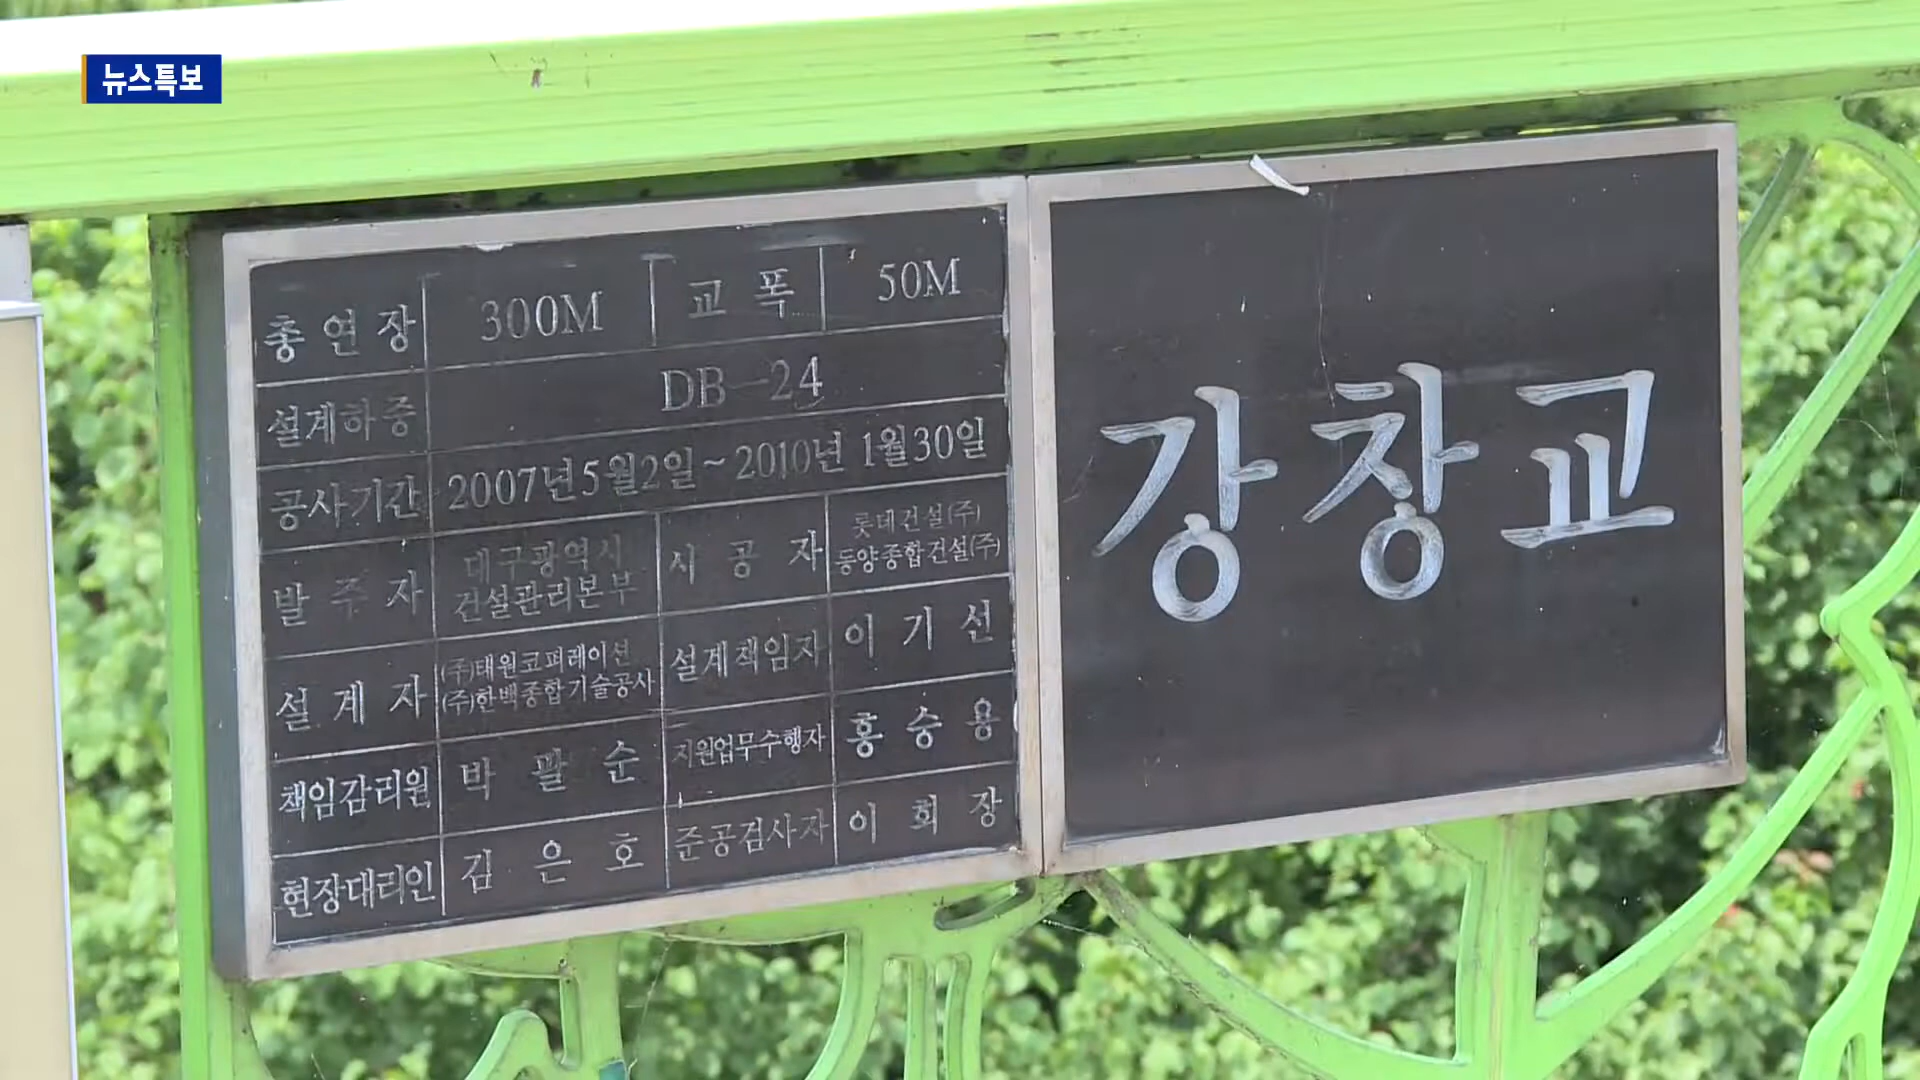 뉴스특보
총연장 300M 교폭 50M
설계하중 DB-24
공사기간 2007년5월2일~2010년 1월30일
발주자 대구광역시 건설관리본부 시공자 롯데건설(주) 동양종합건설(주)
설계자 (주)태원코퍼레이션 (주)한백종합기술공사 설계책임자 이기선
책임감리원 박팔순 지원업무수행자 홍승용
현장대리인 김은호 준공검사자 이회장
강창교